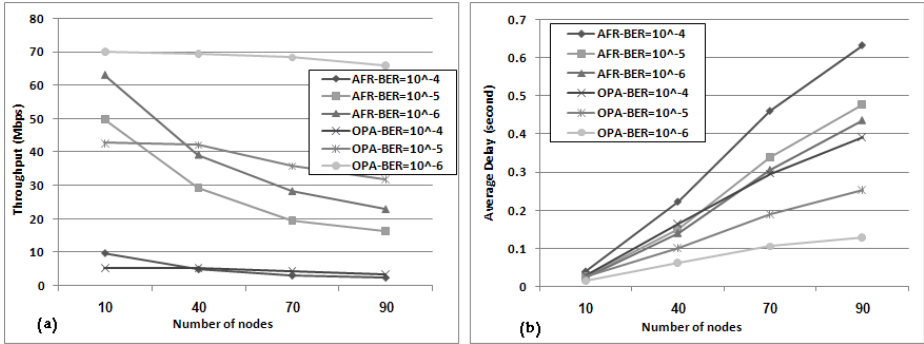 80
70
60
50
40
30
20
10
0
Throughput (Mbps)
AFR-BER=10^-4
AFR-BER=10^-5
AFR-BER=10^-6
OPA-BER=10^-4
OPA-BER=10^-5
OPA-BER=10^-6
10 40 70 90
Number of nodes
(a)
0.7
0.6
0.5
0.4
0.3
0.2
0.1
0
Average Delay (second)
AFR-BER=10^-4
AFR-BER=10^-5
AFR-BER=10^-6
OPA-BER=10^-4
OPA-BER=10^-5
OPA-BER=10^-6
10 40 70 90
Number of nodes
(b)